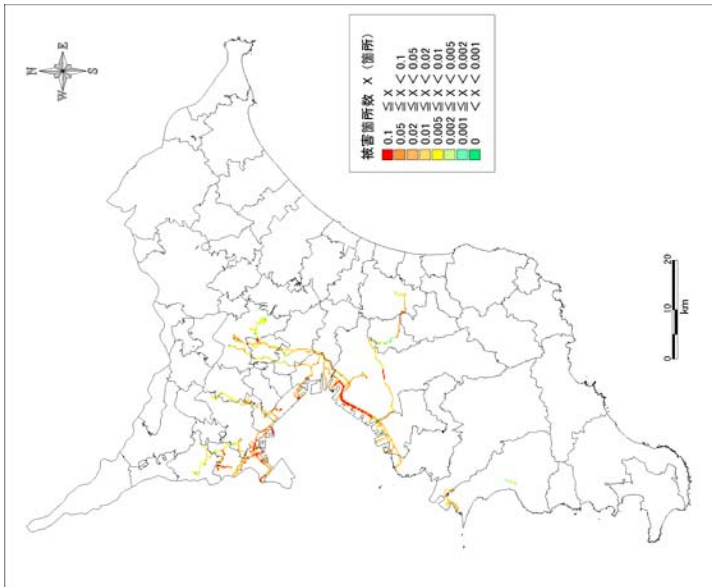 N
W
E
S
被害箇所数 X (箇所)
0.1 ≦ X
0.05 ≦ X < 0.1
0.02 ≦ X < 0.05
0.01 ≦ X < 0.02
0.005 ≦ X < 0.01
0.002 ≦ X < 0.005
0.001 ≦ X < 0.002
0 < X < 0.001
0
10
20
km